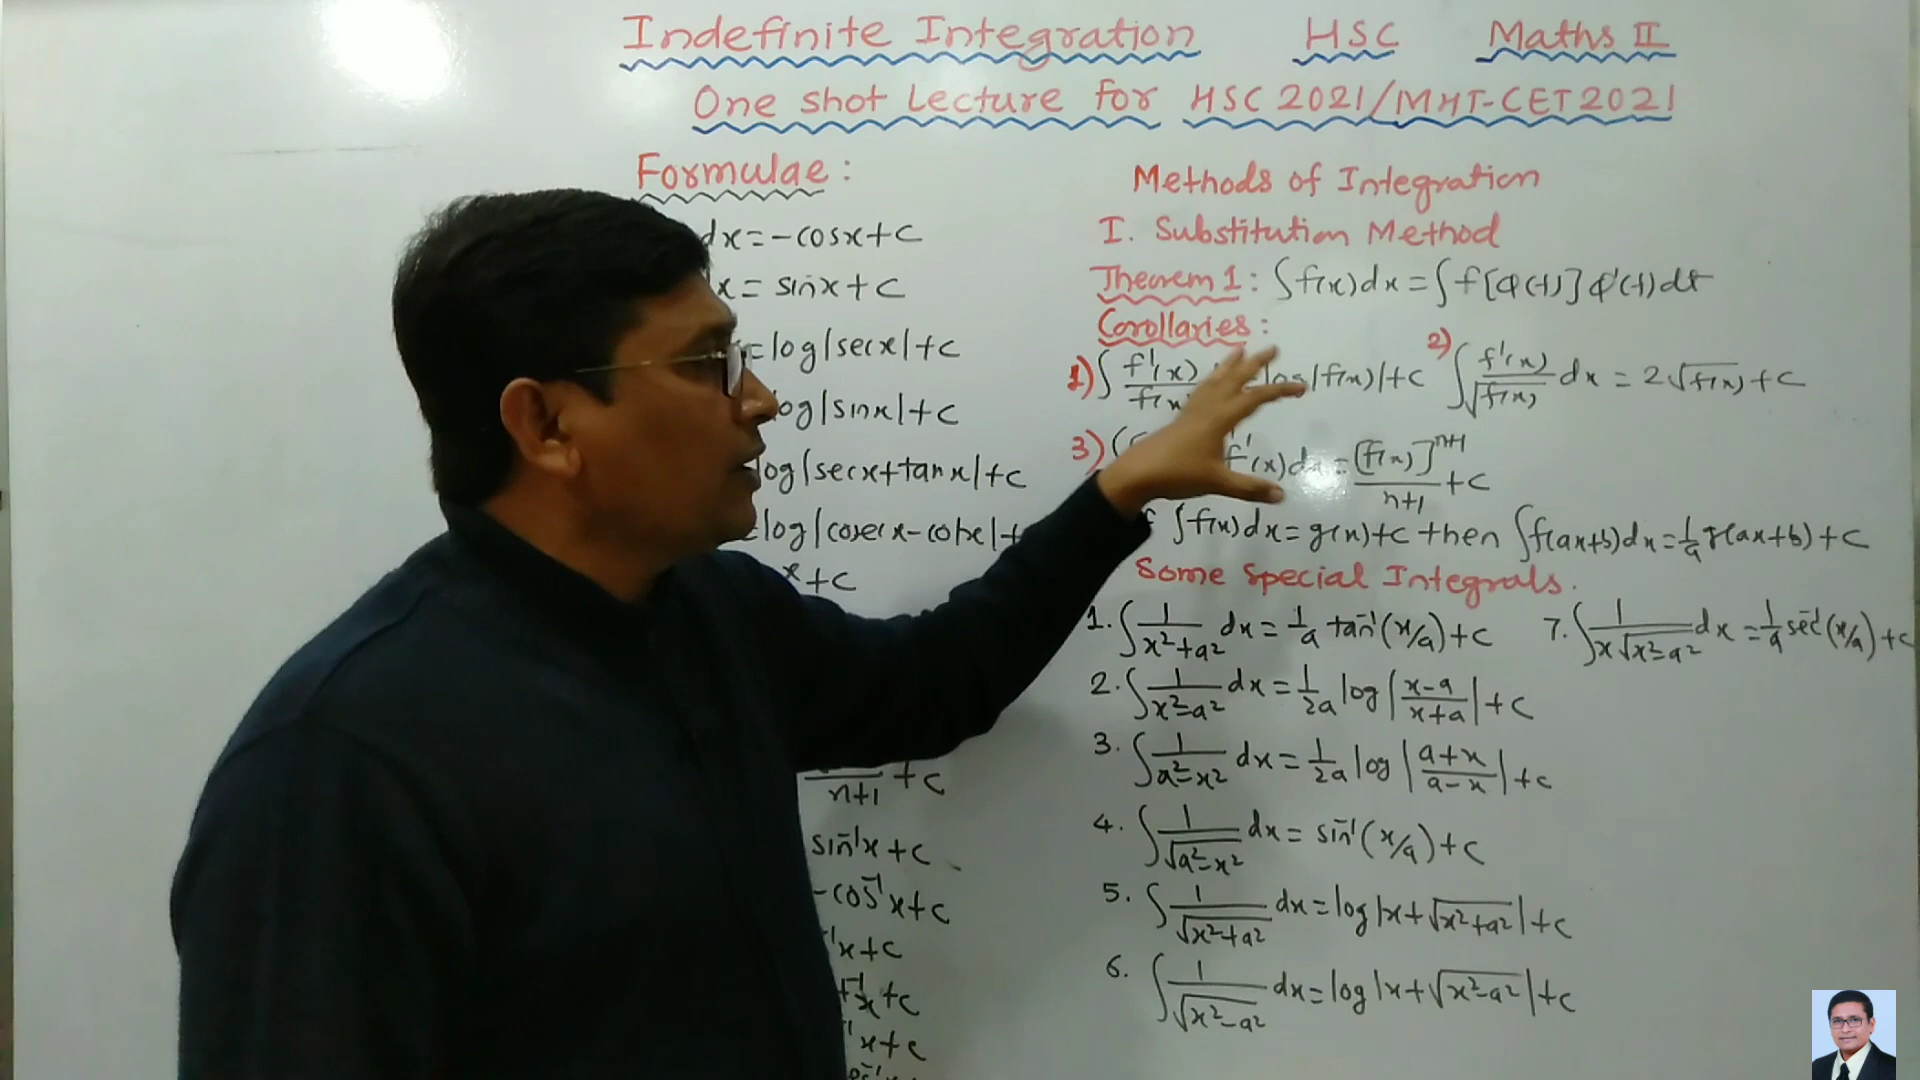 Indefinite Integration HSC Maths II
One shot Lecture for HSC 2021/MHT-CET 2021
Formulae :
dx = -cosx+c
x = sinx+c
= log|secx|+c
log|sinx|+c
log|secx+tanx|+c
= log|cosecx-cotx|+
x+c
n+1 +c
sin⁻¹x+c
-cos⁻¹x+c
⁻¹x+c
⁻¹x+c
⁻¹x+c
Methods of Integration
I. Substitution Method
Theorem 1 : ∫f(x)dx = ∫f[φ(t)]φ'(t)dt
Corollaries :
1) ∫ f'(x)/f(x) log|f(x)|+c
2) ∫ f'(x)/√f(x) dx = 2√f(x)+c
3) f'(x)dx = [f(x)]ⁿ⁺¹/n+1 +c
∫f(x)dx = g(x)+c then ∫f(ax+b)dx = 1/a g(ax+b)+c
Some Special Integrals.
1. ∫ 1/x²+a² dx = 1/a tan⁻¹(x/a)+c
2. ∫ 1/x²-a² dx = 1/2a log|x-a/x+a|+c
3. ∫ 1/a²-x² dx = 1/2a log|a+x/a-x|+c
4. ∫ 1/√a²-x² dx = sin⁻¹(x/a)+c
5. ∫ 1/√x²+a² dx = log|x+√x²+a²|+c
6. ∫ 1/√x²-a² dx = log|x+√x²-a²|+c
7. ∫ 1/x√x²-a² dx = 1/a sec⁻¹(x/a)+c